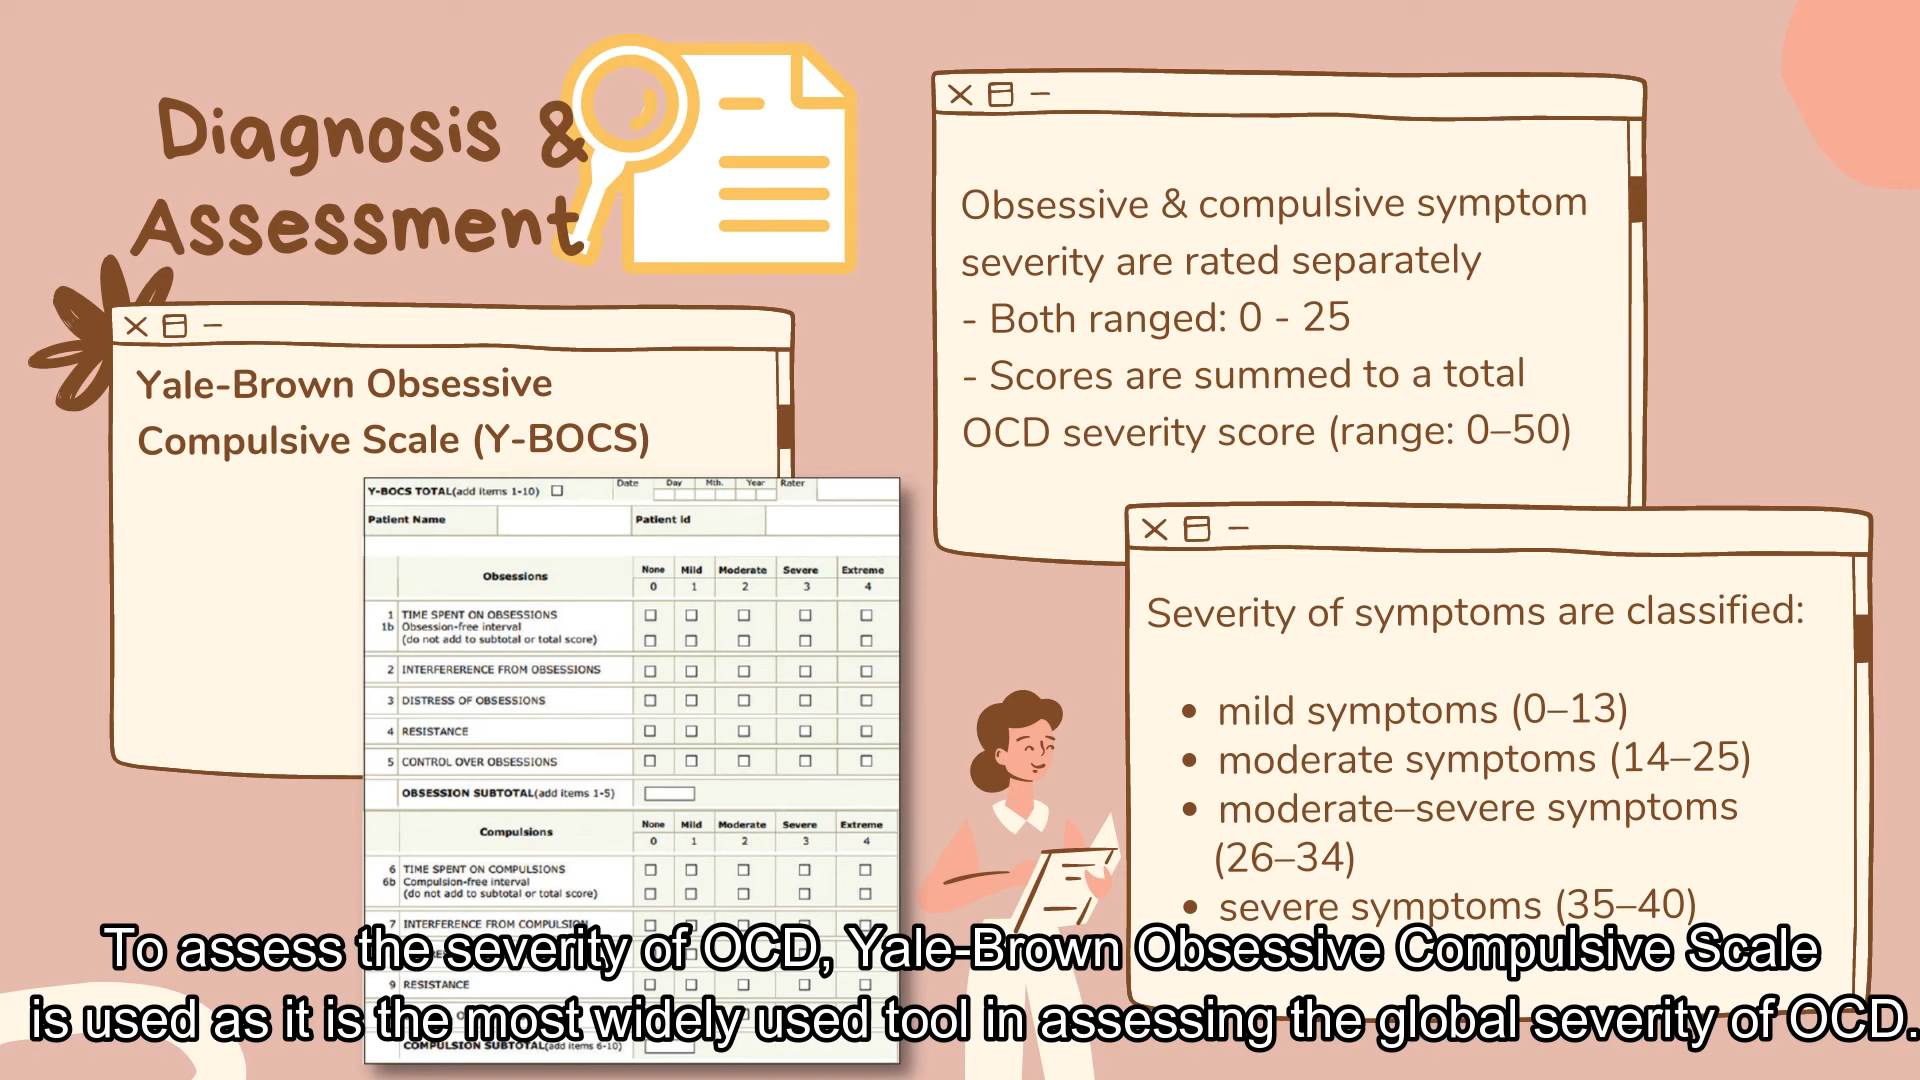 Diagnosis &
Assessment
Yale-Brown Obsessive
Compulsive Scale (Y-BOCS)
Y-BOCS TOTAL(add items 1-10)
Date Day Mth. Year Rater
Patient Name Patient id
Obsessions None Mild Moderate Severe Extreme
0 1 2 3 4
1 TIME SPENT ON OBSESSIONS
1b Obsession-free interval
(do not add to subtotal or total score)
2 INTERFERERENCE FROM OBSESSIONS
3 DISTRESS OF OBSESSIONS
4 RESISTANCE
5 CONTROL OVER OBSESSIONS
OBSESSION SUBTOTAL(add items 1-5)
Compulsions None Mild Moderate Severe Extreme
0 1 2 3 4
6 TIME SPENT ON COMPULSIONS
6b Compulsion-free interval
(do not add to subtotal or total score)
7 INTERFERENCE FROM COMPULSION
9 RESISTANCE
COMPULSION SUBTOTAL(add items 6-10)
Obsessive & compulsive symptom
severity are rated separately
- Both ranged: 0 - 25
- Scores are summed to a total
OCD severity score (range: 0–50)
Severity of symptoms are classified:
• mild symptoms (0–13)
• moderate symptoms (14–25)
• moderate–severe symptoms
(26–34)
• severe symptoms (35–40)
To assess the severity of OCD, Yale-Brown Obsessive Compulsive Scale
is used as it is the most widely used tool in assessing the global severity of OCD.